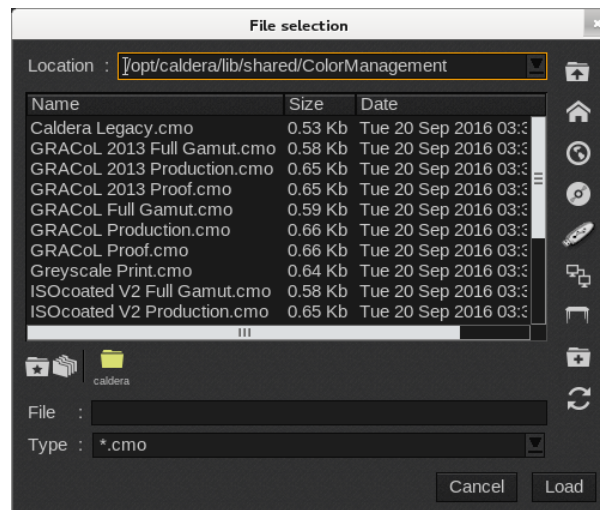 File selection
Location : /opt/caldera/lib/shared/ColorManagement
Name Size Date
Caldera Legacy.cmo 0.53 Kb Tue 20 Sep 2016 03:3
GRACoL 2013 Full Gamut.cmo 0.58 Kb Tue 20 Sep 2016 03:3
GRACoL 2013 Production.cmo 0.65 Kb Tue 20 Sep 2016 03:3
GRACoL 2013 Proof.cmo 0.65 Kb Tue 20 Sep 2016 03:3
GRACoL Full Gamut.cmo 0.59 Kb Tue 20 Sep 2016 03:3
GRACoL Production.cmo 0.66 Kb Tue 20 Sep 2016 03:3
GRACoL Proof.cmo 0.66 Kb Tue 20 Sep 2016 03:3
Greyscale Print.cmo 0.64 Kb Tue 20 Sep 2016 03:3
ISOcoated V2 Full Gamut.cmo 0.58 Kb Tue 20 Sep 2016 03:3
ISOcoated V2 Production.cmo 0.65 Kb Tue 20 Sep 2016 03:3
caldera
File :
Type : *.cmo
Cancel Load